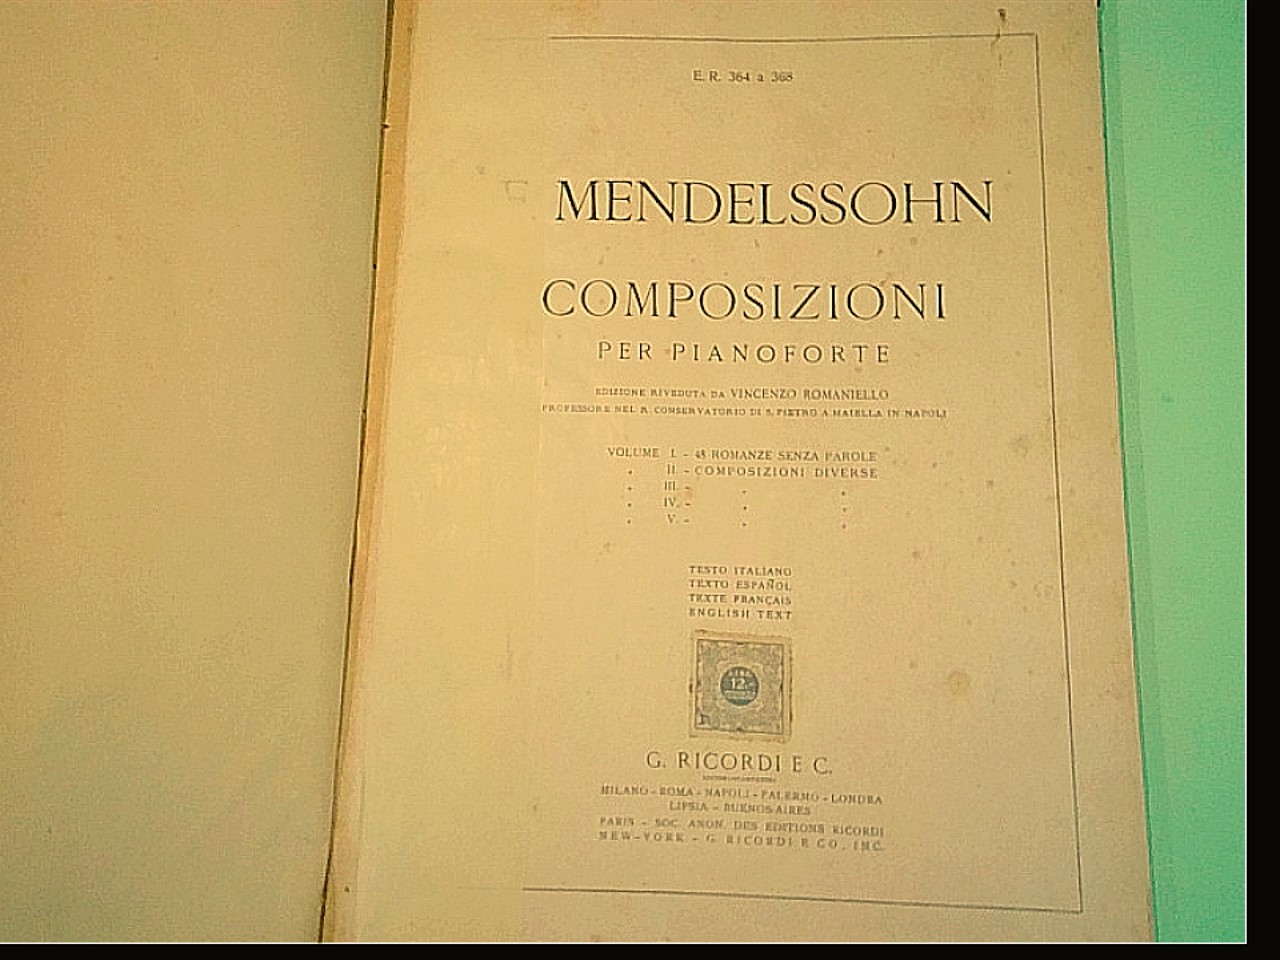 E. R. 364 a 368
MENDELSSOHN
COMPOSIZIONI
PER PIANOFORTE
EDIZIONE RIVEDUTA DA VINCENZO ROMANIELLO
PROFESSORE NEL R. CONSERVATORIO DI S. PIETRO A MAIELLA IN NAPOLI
VOLUME I. - 48 ROMANZE SENZA PAROLE
. II. - COMPOSIZIONI DIVERSE
. III. - . .
. IV. - . .
. V. - . .
TESTO ITALIANO
TEXTO ESPAÑOL
TEXTE FRANÇAIS
ENGLISH TEXT
12
G. RICORDI E C.
MILANO - ROMA - NAPOLI - PALERMO - LONDRA
LIPSIA - BUENOS AIRES
PARIS - SOC. ANON. DES EDITIONS RICORDI
NEW-YORK - G. RICORDI E CO., INC.